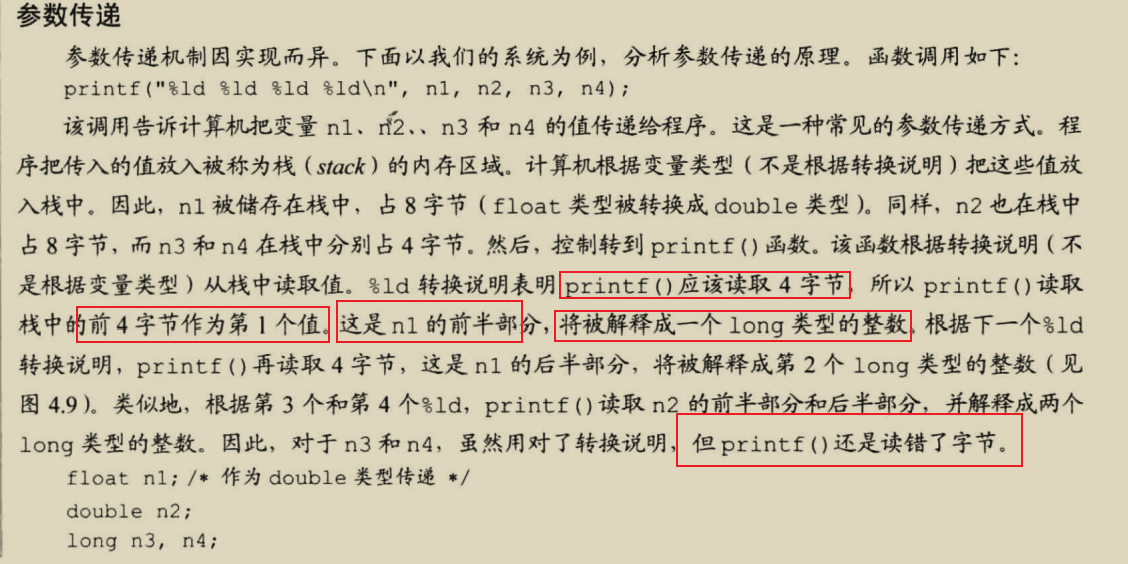 参数传递
参数传递机制因实现而异。下面以我们的系统为例，分析参数传递的原理。函数调用如下：
printf("%ld %ld %ld %ld\n", n1, n2, n3, n4);
该调用告诉计算机把变量 n1、n2、、n3 和 n4 的值传递给程序。这是一种常见的参数传递方式。程
序把传入的值放入被称为栈（stack）的内存区域。计算机根据变量类型（不是根据转换说明）把这些值放
入栈中。因此，n1 被储存在栈中，占 8 字节（float 类型被转换成 double 类型）。同样，n2 也在栈中
占 8 字节，而 n3 和 n4 在栈中分别占 4 字节。然后，控制转到 printf()函数。该函数根据转换说明（不
是根据变量类型）从栈中读取值。%ld 转换说明表明 printf()应该读取 4 字节，所以 printf()读取
栈中的前 4 字节作为第 1 个值。这是 n1 的前半部分，将被解释成一个 long 类型的整数。根据下一个%ld
转换说明，printf()再读取 4 字节，这是 n1 的后半部分，将被解释成第 2 个 long 类型的整数（见
图 4.9）。类似地，根据第 3 个和第 4 个%ld，printf()读取 n2 的前半部分和后半部分，并解释成两个
long 类型的整数。因此，对于 n3 和 n4，虽然用对了转换说明，但 printf()还是读错了字节。
float n1; /* 作为 double 类型传递 */
double n2;
long n3, n4;